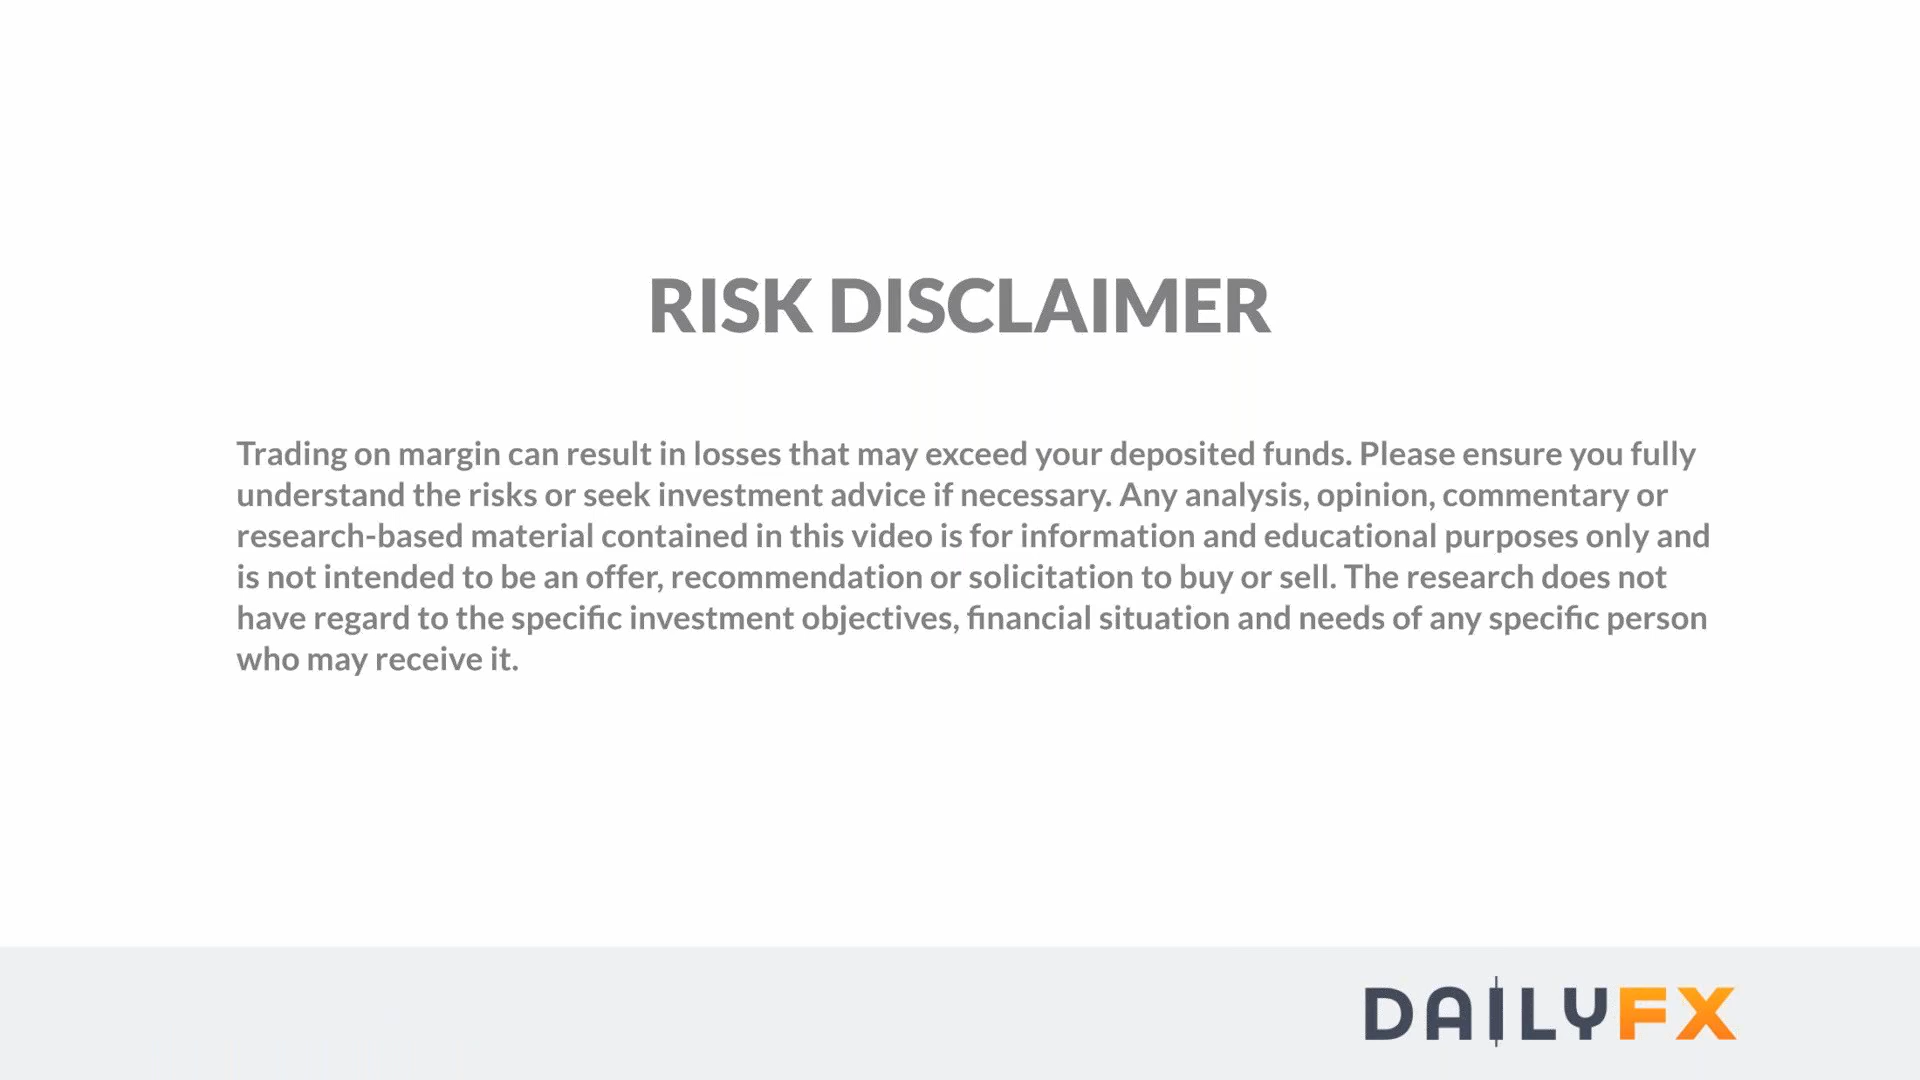 RISK DISCLAIMER
Trading on margin can result in losses that may exceed your deposited funds. Please ensure you fully
understand the risks or seek investment advice if necessary. Any analysis, opinion, commentary or
research-based material contained in this video is for information and educational purposes only and
is not intended to be an offer, recommendation or solicitation to buy or sell. The research does not
have regard to the specific investment objectives, financial situation and needs of any specific person
who may receive it.
DAILYFX